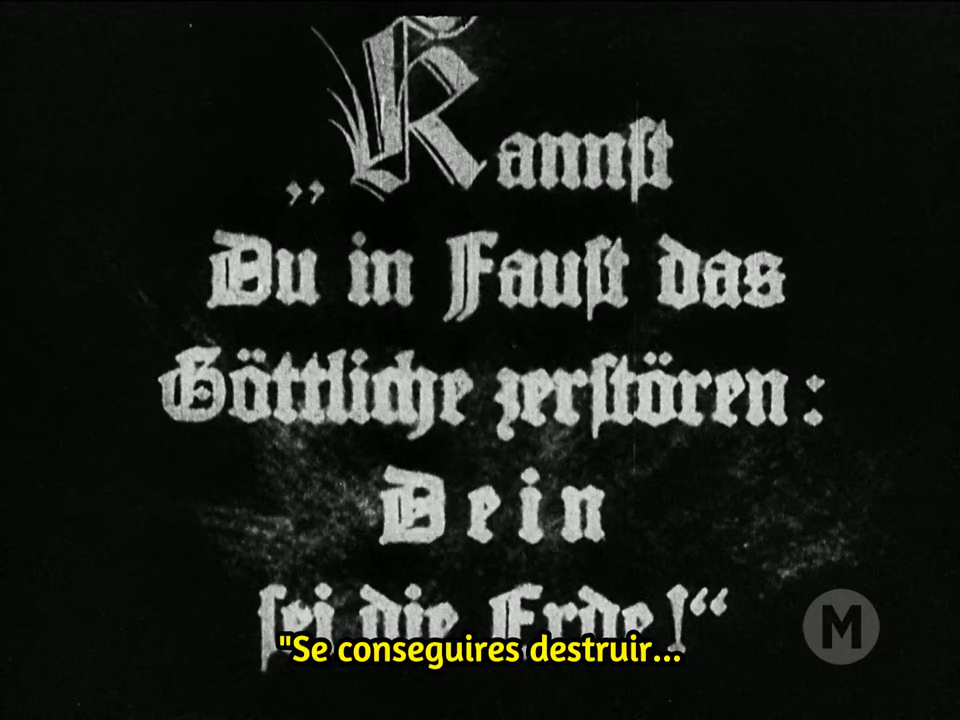 „Kannſt
Du in Fauſt das
Göttliche zerſtören:
Dein
ſei die Erde!“
"Se conseguires destruir...
M